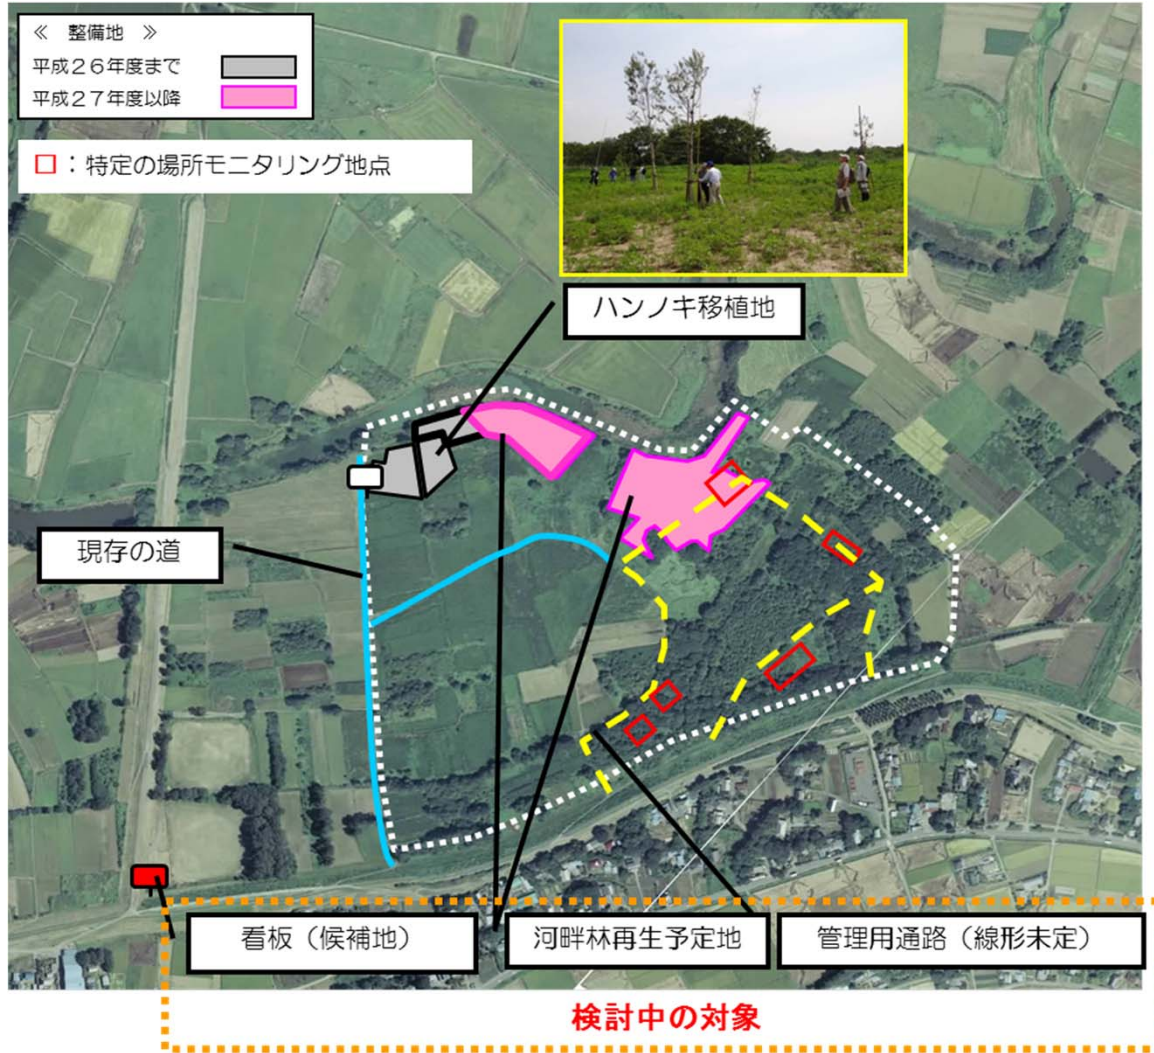 ≪ 整備地 ≫
平成26年度まで
平成27年度以降
□：特定の場所モニタリング地点
ハンノキ移植地
現存の道
看板（候補地）
河畔林再生予定地
管理用通路（線形未定）
検討中の対象